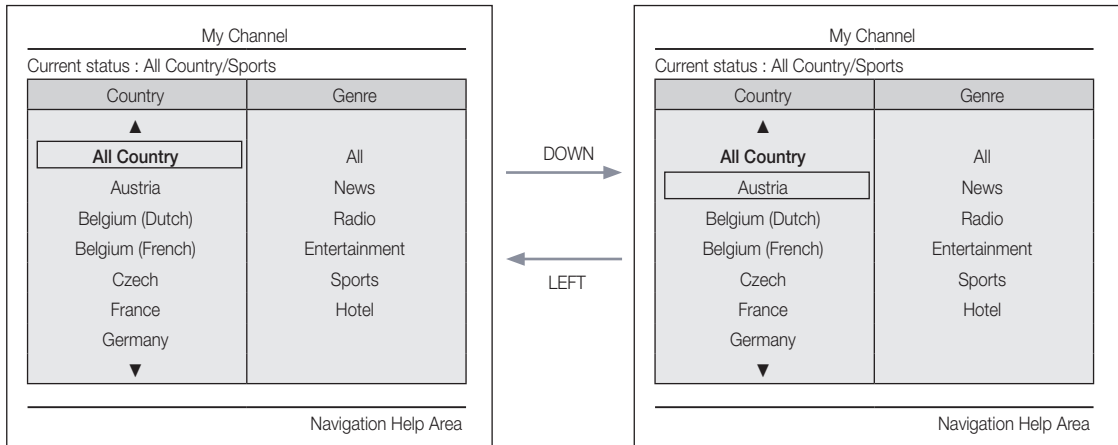 My Channel
Current status : All Country/Sports
Country Genre
▲
All Country All
Austria News
Belgium (Dutch) Radio
Belgium (French) Entertainment
Czech Sports
France Hotel
Germany
▼
Navigation Help Area
DOWN
LEFT
My Channel
Current status : All Country/Sports
Country Genre
▲
All Country All
Austria News
Belgium (Dutch) Radio
Belgium (French) Entertainment
Czech Sports
France Hotel
Germany
▼
Navigation Help Area